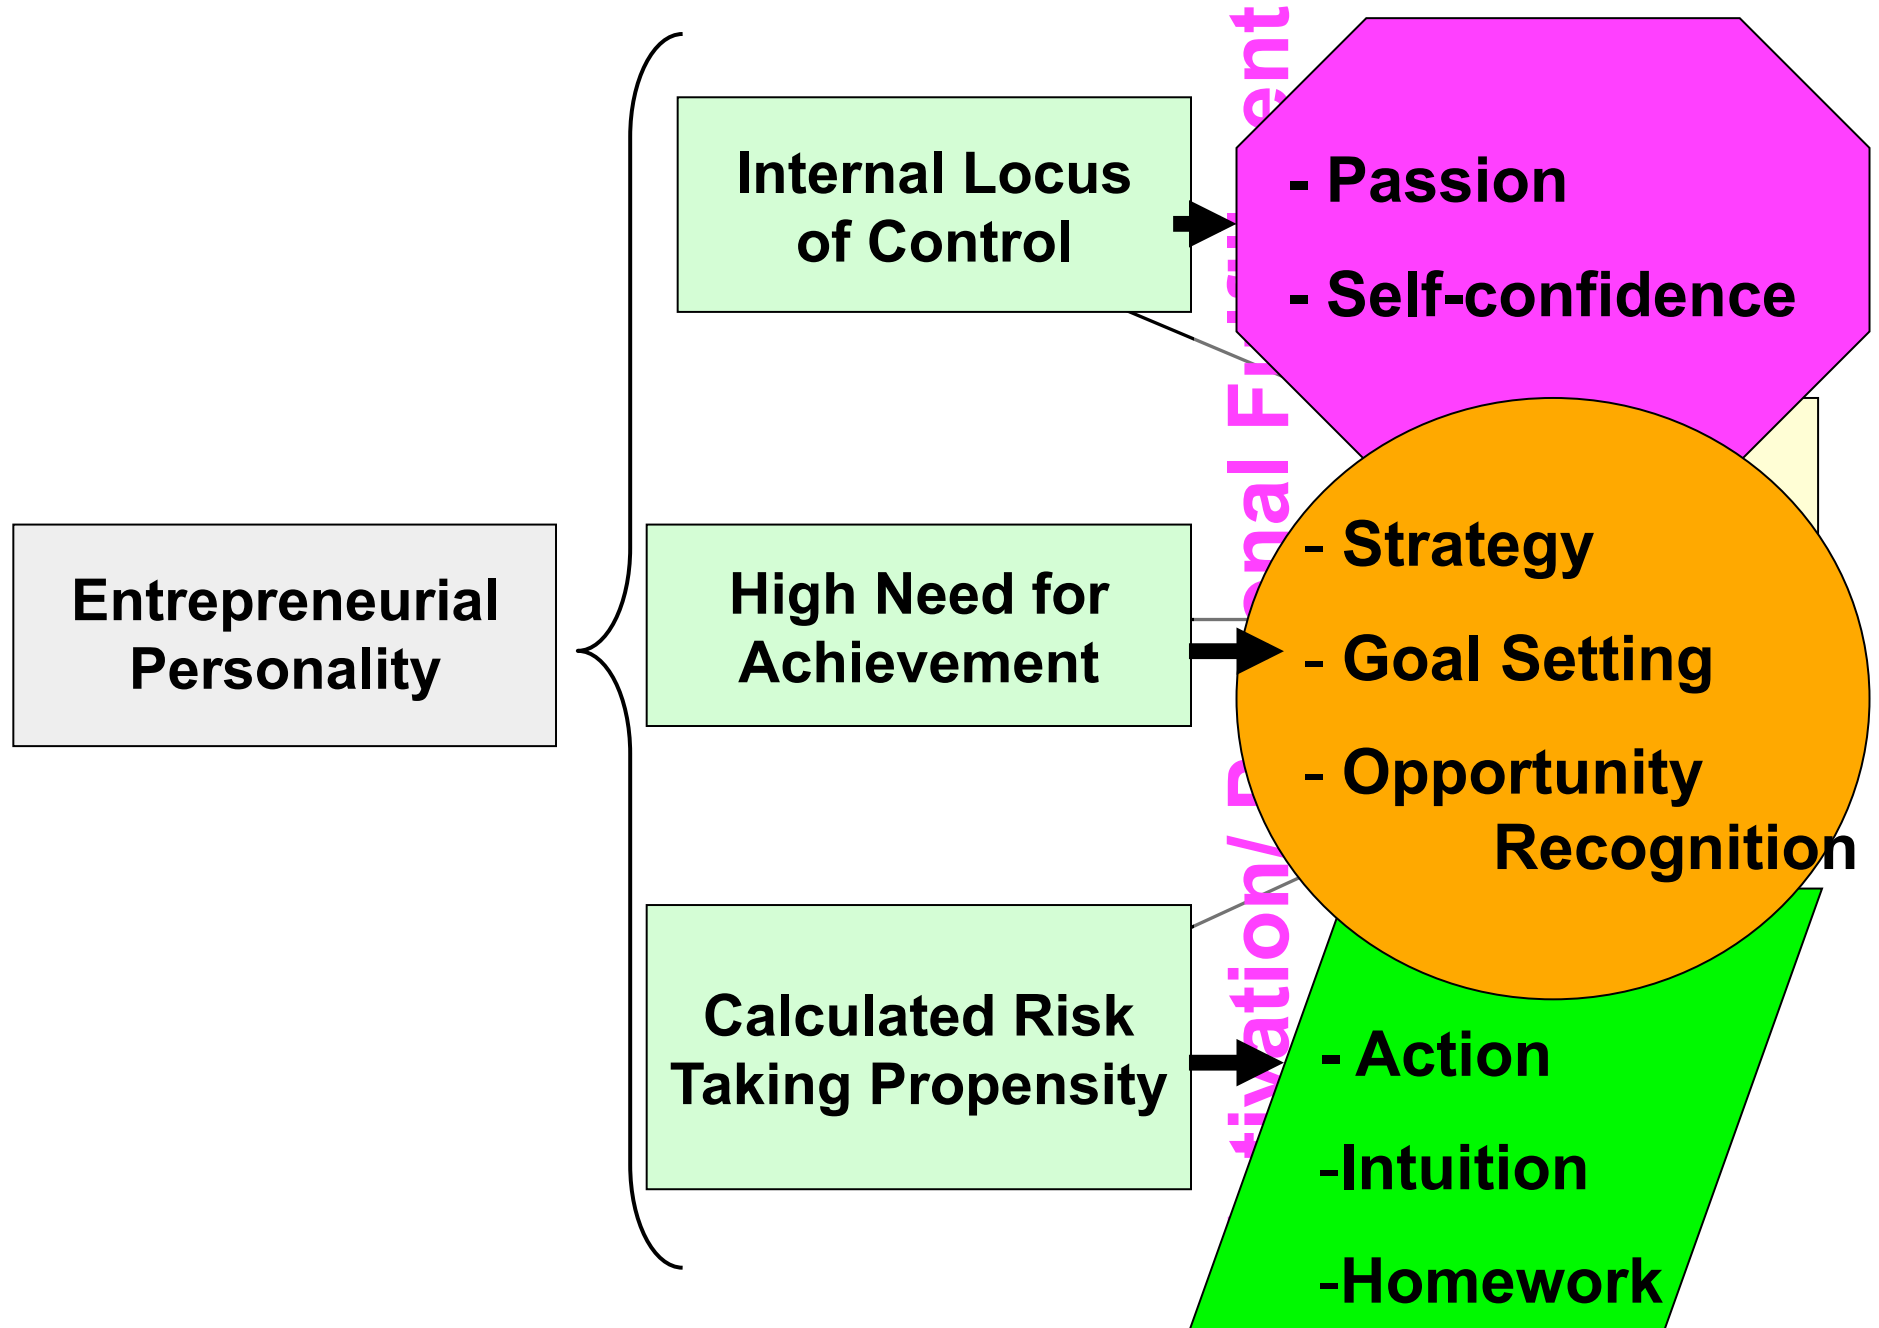 Entrepreneurial
Personality
Internal Locus
of Control
High Need for
Achievement
Calculated Risk
Taking Propensity
- Passion
- Self-confidence
- Strategy
- Goal Setting
- Opportunity
Recognition
- Action
-Intuition
-Homework